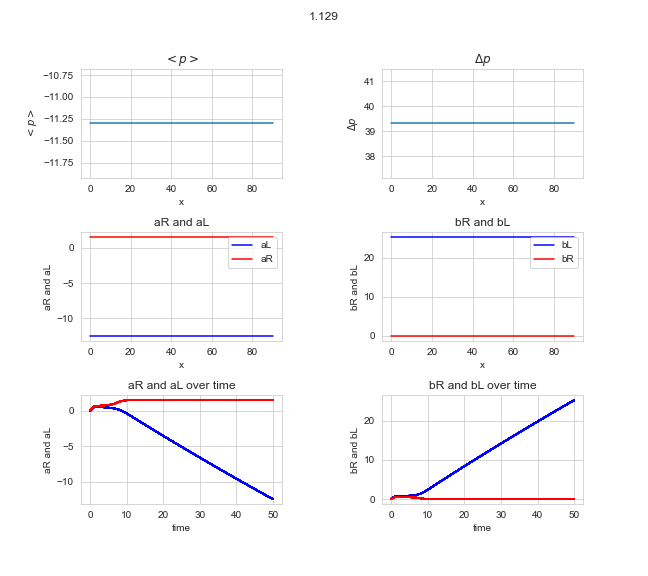 1.129
< p >
−10.75
−11.00
−11.25
−11.50
−11.75
< p >
0 20 40 60 80
x
Δp
41
40
39
38
Δp
0 20 40 60 80
x
aR and aL
0
−5
−10
aR and aL
aL
aR
0 20 40 60 80
x
bR and bL
20
10
0
bR and bL
bL
bR
0 20 40 60 80
x
aR and aL over time
0
−5
−10
aR and aL
0 10 20 30 40 50
time
bR and bL over time
20
10
0
bR and bL
0 10 20 30 40 50
time